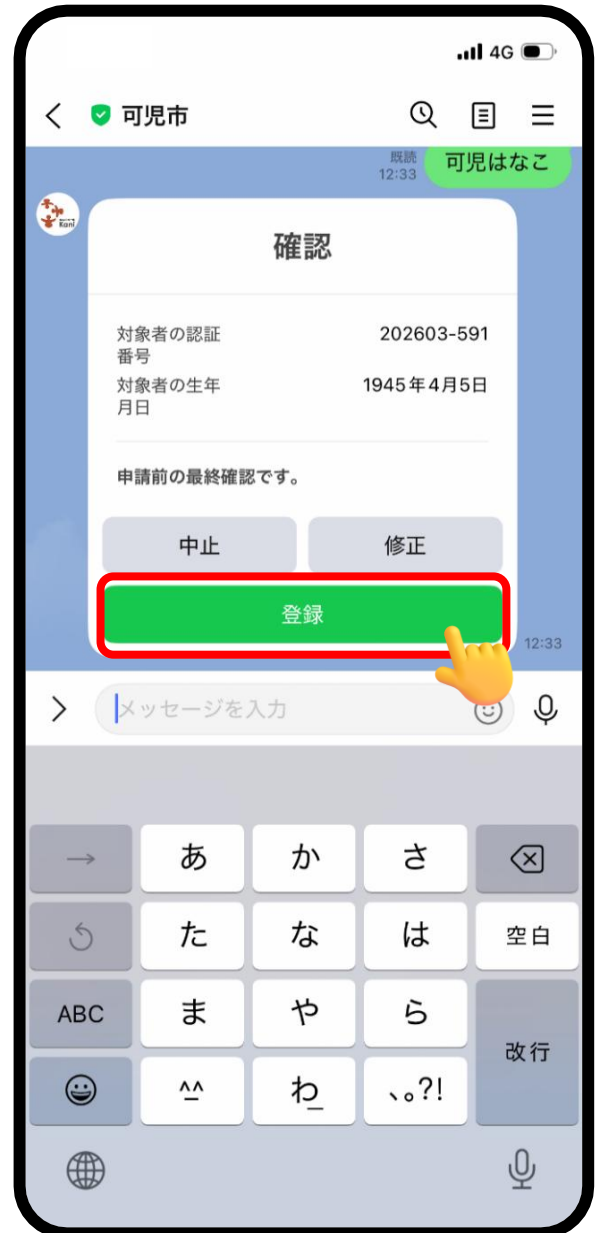 4G
可児市
既読
12:33
可児はなこ
Kani
確認
対象者の認証
番号
202603-591
対象者の生年
月日
1945年4月5日
申請前の最終確認です。
中止
修正
登録
12:33
メッセージを入力
→
あ
か
さ
た
な
は
空白
ABC
ま
や
ら
改行
^^
わ_
、。?!